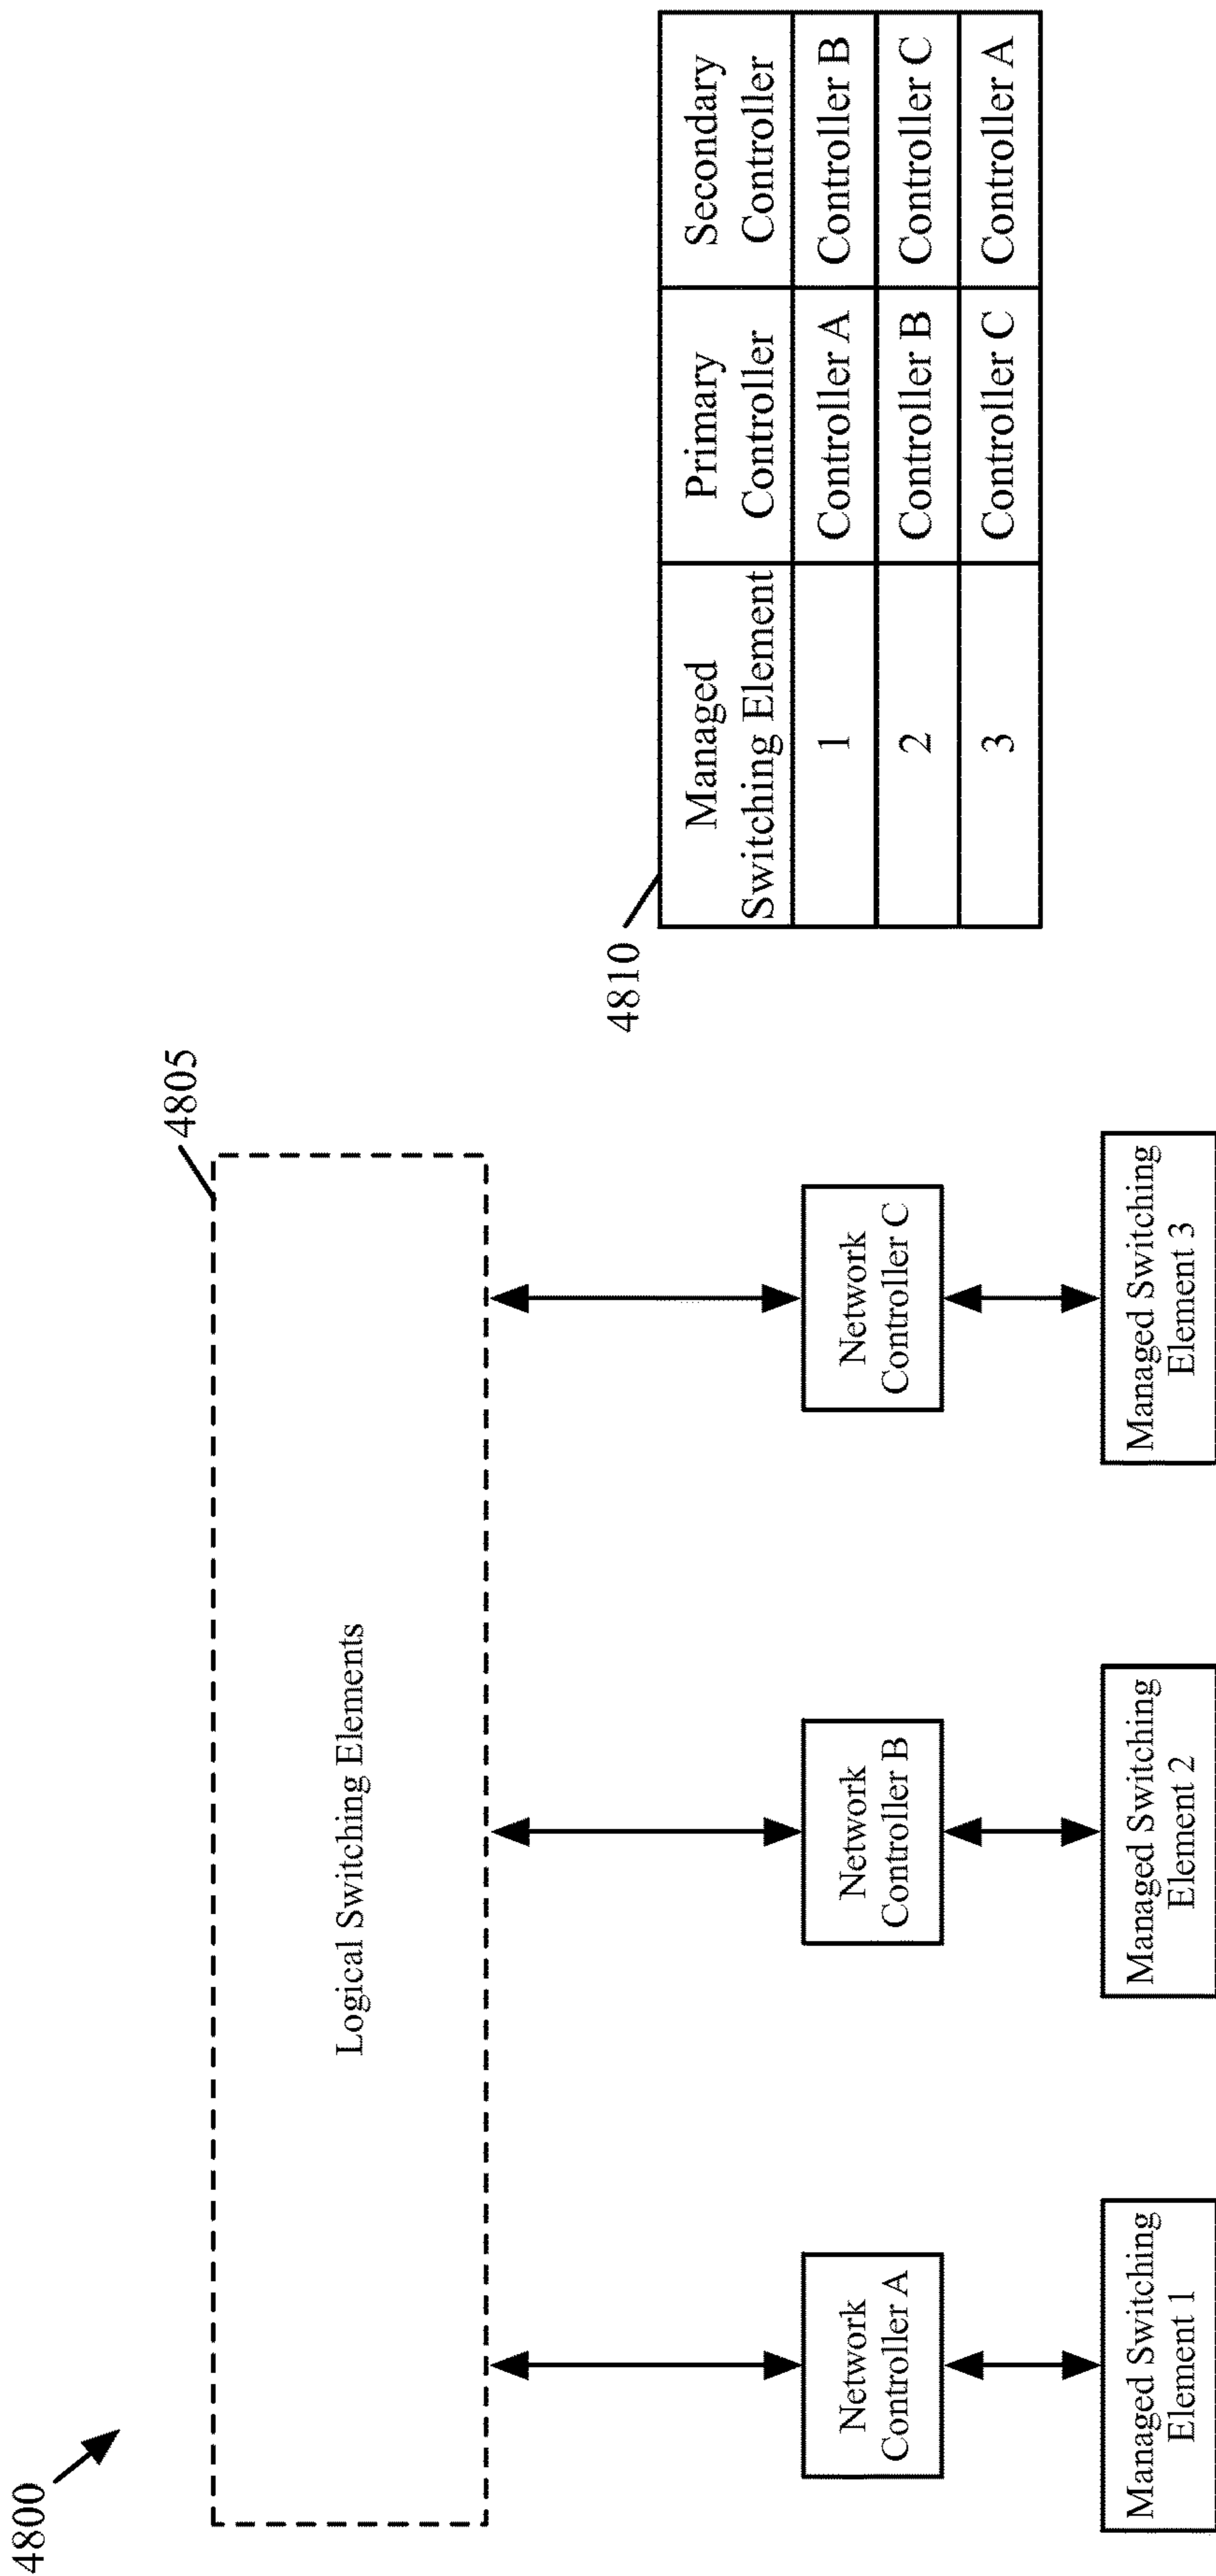 4800
4805
Logical Switching Elements
Network
Controller A
Network
Controller B
Network
Controller C
Managed Switching
Element 1
Managed Switching
Element 2
Managed Switching
Element 3
4810
Managed
Switching Element
Primary
Controller
Secondary
Controller
1
Controller A
Controller B
2
Controller B
Controller C
3
Controller C
Controller A